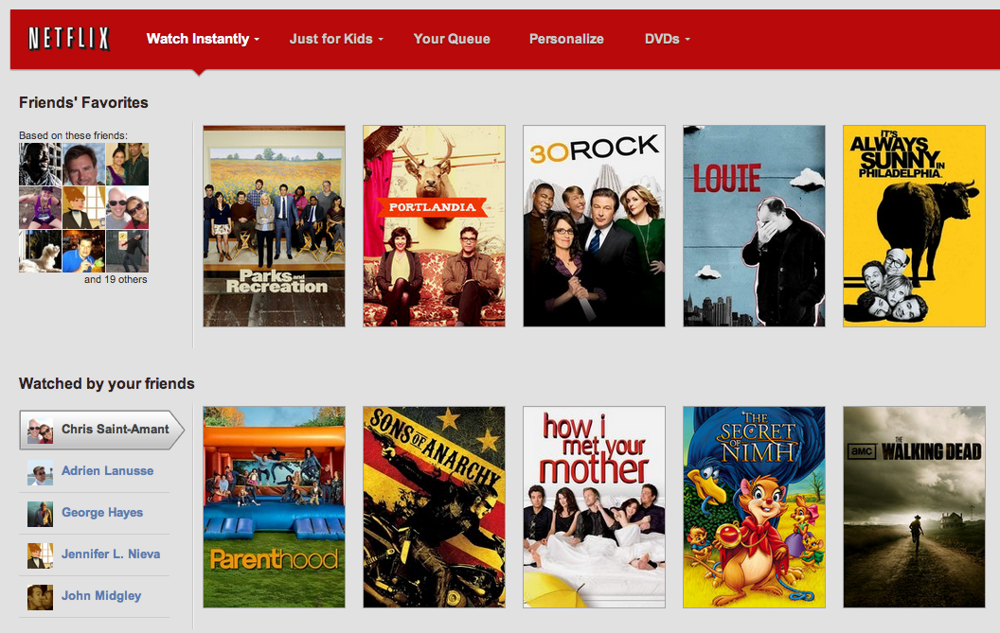 NETFLIX
Watch Instantly
Just for Kids
Your Queue
Personalize
DVDs
Friends' Favorites
Based on these friends:
and 19 others
Parks and
Recreation
PORTLANDIA
30 ROCK
LOUIE
IT'S
ALWAYS
SUNNY IN
PHILADELPHIA
Watched by your friends
Chris Saint-Amant
Adrien Lanusse
George Hayes
Jennifer L. Nieva
John Midgley
Parenthood
SONS OF ANARCHY
how i
met your
mother
THE
SECRET
OF
NIMH
amc THE WALKING DEAD